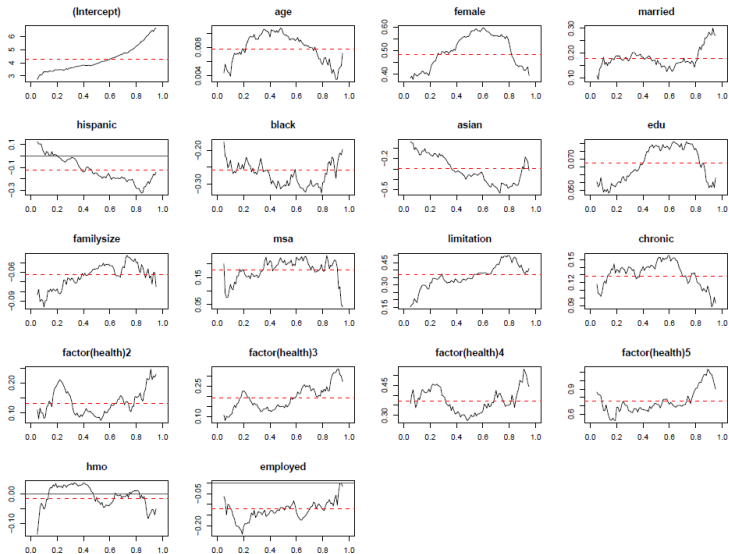 (Intercept) age female married
3 4 5 6
0.004 0.008
0.40 0.50 0.60
0.10 0.20 0.30
0.0 0.2 0.4 0.6 0.8 1.0 0.0 0.2 0.4 0.6 0.8 1.0 0.0 0.2 0.4 0.6 0.8 1.0 0.0 0.2 0.4 0.6 0.8 1.0
hispanic black asian edu
−0.3 −0.1 0.1
−0.30 −0.20
−0.5 −0.2
0.050 0.070
0.0 0.2 0.4 0.6 0.8 1.0 0.0 0.2 0.4 0.6 0.8 1.0 0.0 0.2 0.4 0.6 0.8 1.0 0.0 0.2 0.4 0.6 0.8 1.0
familysize msa limitation chronic
−0.09 −0.06
0.05 0.15
0.15 0.30 0.45
0.09 0.12 0.15
0.0 0.2 0.4 0.6 0.8 1.0 0.0 0.2 0.4 0.6 0.8 1.0 0.0 0.2 0.4 0.6 0.8 1.0 0.0 0.2 0.4 0.6 0.8 1.0
factor(health)2 factor(health)3 factor(health)4 factor(health)5
0.10 0.20
0.10 0.25
0.30 0.45
0.6 0.9
0.0 0.2 0.4 0.6 0.8 1.0 0.0 0.2 0.4 0.6 0.8 1.0 0.0 0.2 0.4 0.6 0.8 1.0 0.0 0.2 0.4 0.6 0.8 1.0
hmo employed
−0.10 0.00
−0.20 −0.05
0.0 0.2 0.4 0.6 0.8 1.0 0.0 0.2 0.4 0.6 0.8 1.0